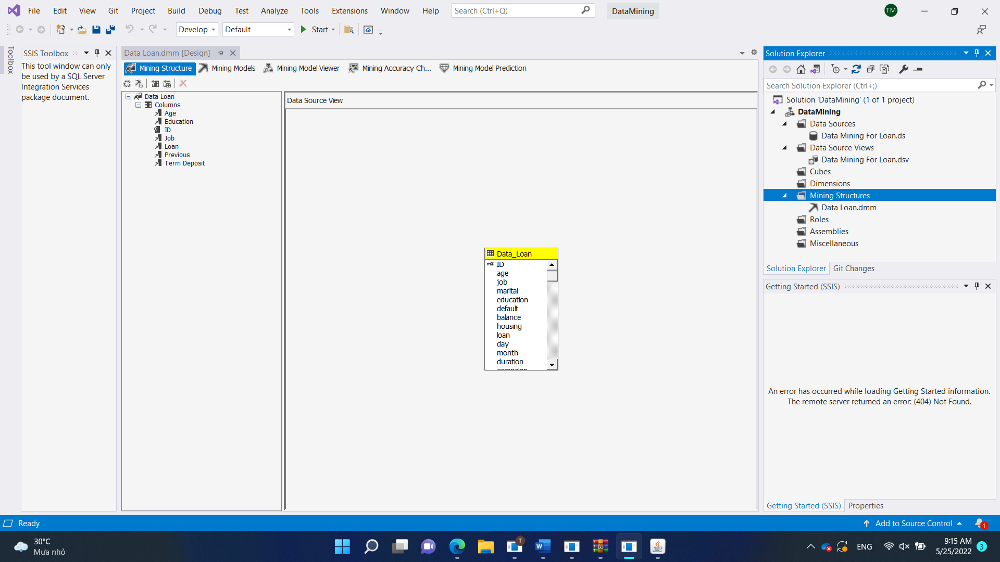 File Edit View Git Project Build Debug Test Analyze Tools Extensions Window Help Search (Ctrl+Q) DataMining TM
Develop Default Start
Toolbox
SSIS Toolbox
This tool window can only
be used by a SQL Server
Integration Services
package document.
Data Loan.dmm [Design]
Mining Structure Mining Models Mining Model Viewer Mining Accuracy Ch... Mining Model Prediction
Data Loan
Columns
Age
Education
ID
Job
Loan
Previous
Term Deposit
Data Source View
Data_Loan
ID
age
job
marital
education
default
balance
housing
loan
day
month
duration
campaign
Solution Explorer
Search Solution Explorer (Ctrl+;)
Solution 'DataMining' (1 of 1 project)
DataMining
Data Sources
Data Mining For Loan.ds
Data Source Views
Data Mining For Loan.dsv
Cubes
Dimensions
Mining Structures
Data Loan.dmm
Roles
Assemblies
Miscellaneous
Solution Explorer Git Changes
Getting Started (SSIS)
An error has occurred while loading Getting Started information.
The remote server returned an error: (404) Not Found.
Getting Started (SSIS) Properties
Ready Add to Source Control 1
30°C
Mưa nhỏ
T
W
ENG
9:15 AM
5/25/2022
3